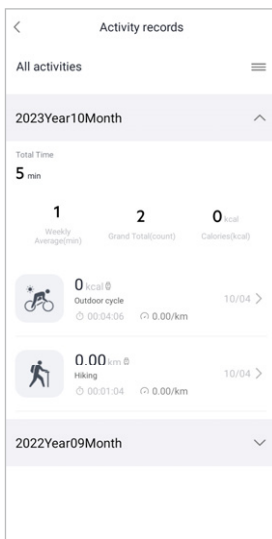 Activity records
All activities
2023Year10Month
Total Time
5 min
1 2 0 kcal
Weekly Average(min) Grand Total(count) Calories(kcal)
0 kcal
Outdoor cycle 10/04
00:04:06 0.00/km
0.00 km
Hiking 10/04
00:01:04 0.00/km
2022Year09Month